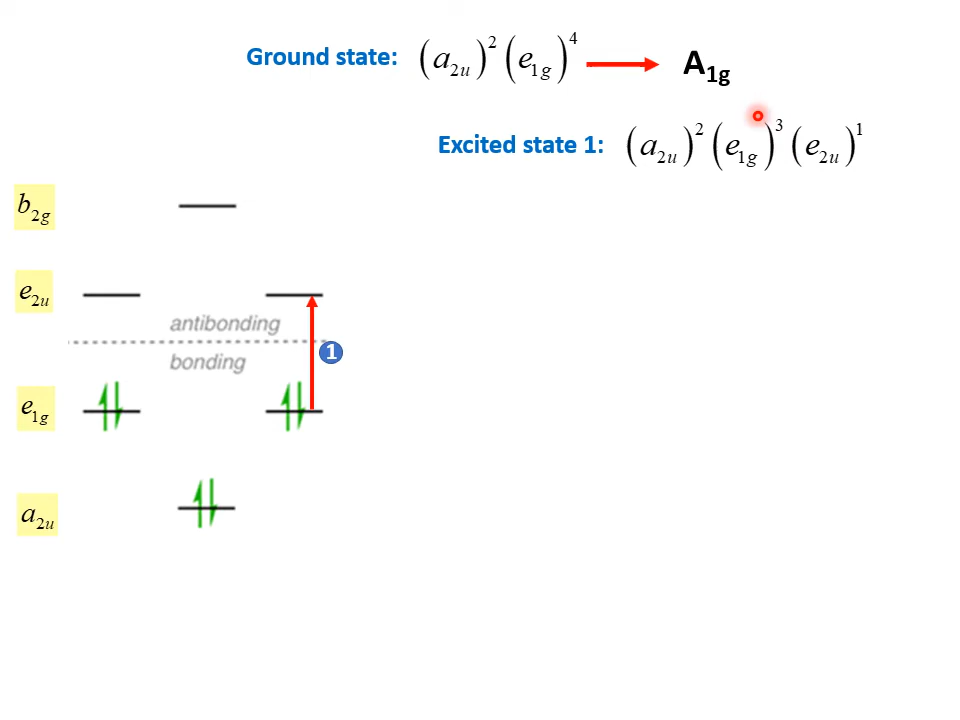 Ground state: (a₂ᵤ)² (e₁g)⁴ → A₁g
Excited state 1: (a₂ᵤ)² (e₁g)³ (e₂ᵤ)¹
b₂g
e₂ᵤ
antibonding
1
bonding
e₁g
a₂ᵤ